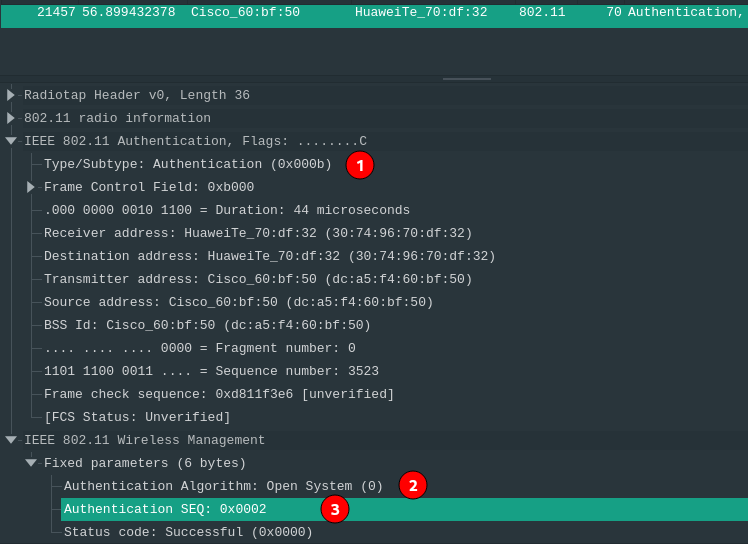 21457 56.899432378 Cisco_60:bf:50 HuaweiTe_70:df:32 802.11 70 Authentication,
Radiotap Header v0, Length 36
802.11 radio information
IEEE 802.11 Authentication, Flags: ........C
Type/Subtype: Authentication (0x000b) 1
Frame Control Field: 0xb000
.000 0000 0010 1100 = Duration: 44 microseconds
Receiver address: HuaweiTe_70:df:32 (30:74:96:70:df:32)
Destination address: HuaweiTe_70:df:32 (30:74:96:70:df:32)
Transmitter address: Cisco_60:bf:50 (dc:a5:f4:60:bf:50)
Source address: Cisco_60:bf:50 (dc:a5:f4:60:bf:50)
BSS Id: Cisco_60:bf:50 (dc:a5:f4:60:bf:50)
.... .... .... 0000 = Fragment number: 0
1101 1100 0011 .... = Sequence number: 3523
Frame check sequence: 0xd811f3e6 [unverified]
[FCS Status: Unverified]
IEEE 802.11 Wireless Management
Fixed parameters (6 bytes)
Authentication Algorithm: Open System (0) 2
Authentication SEQ: 0x0002 3
Status code: Successful (0x0000)